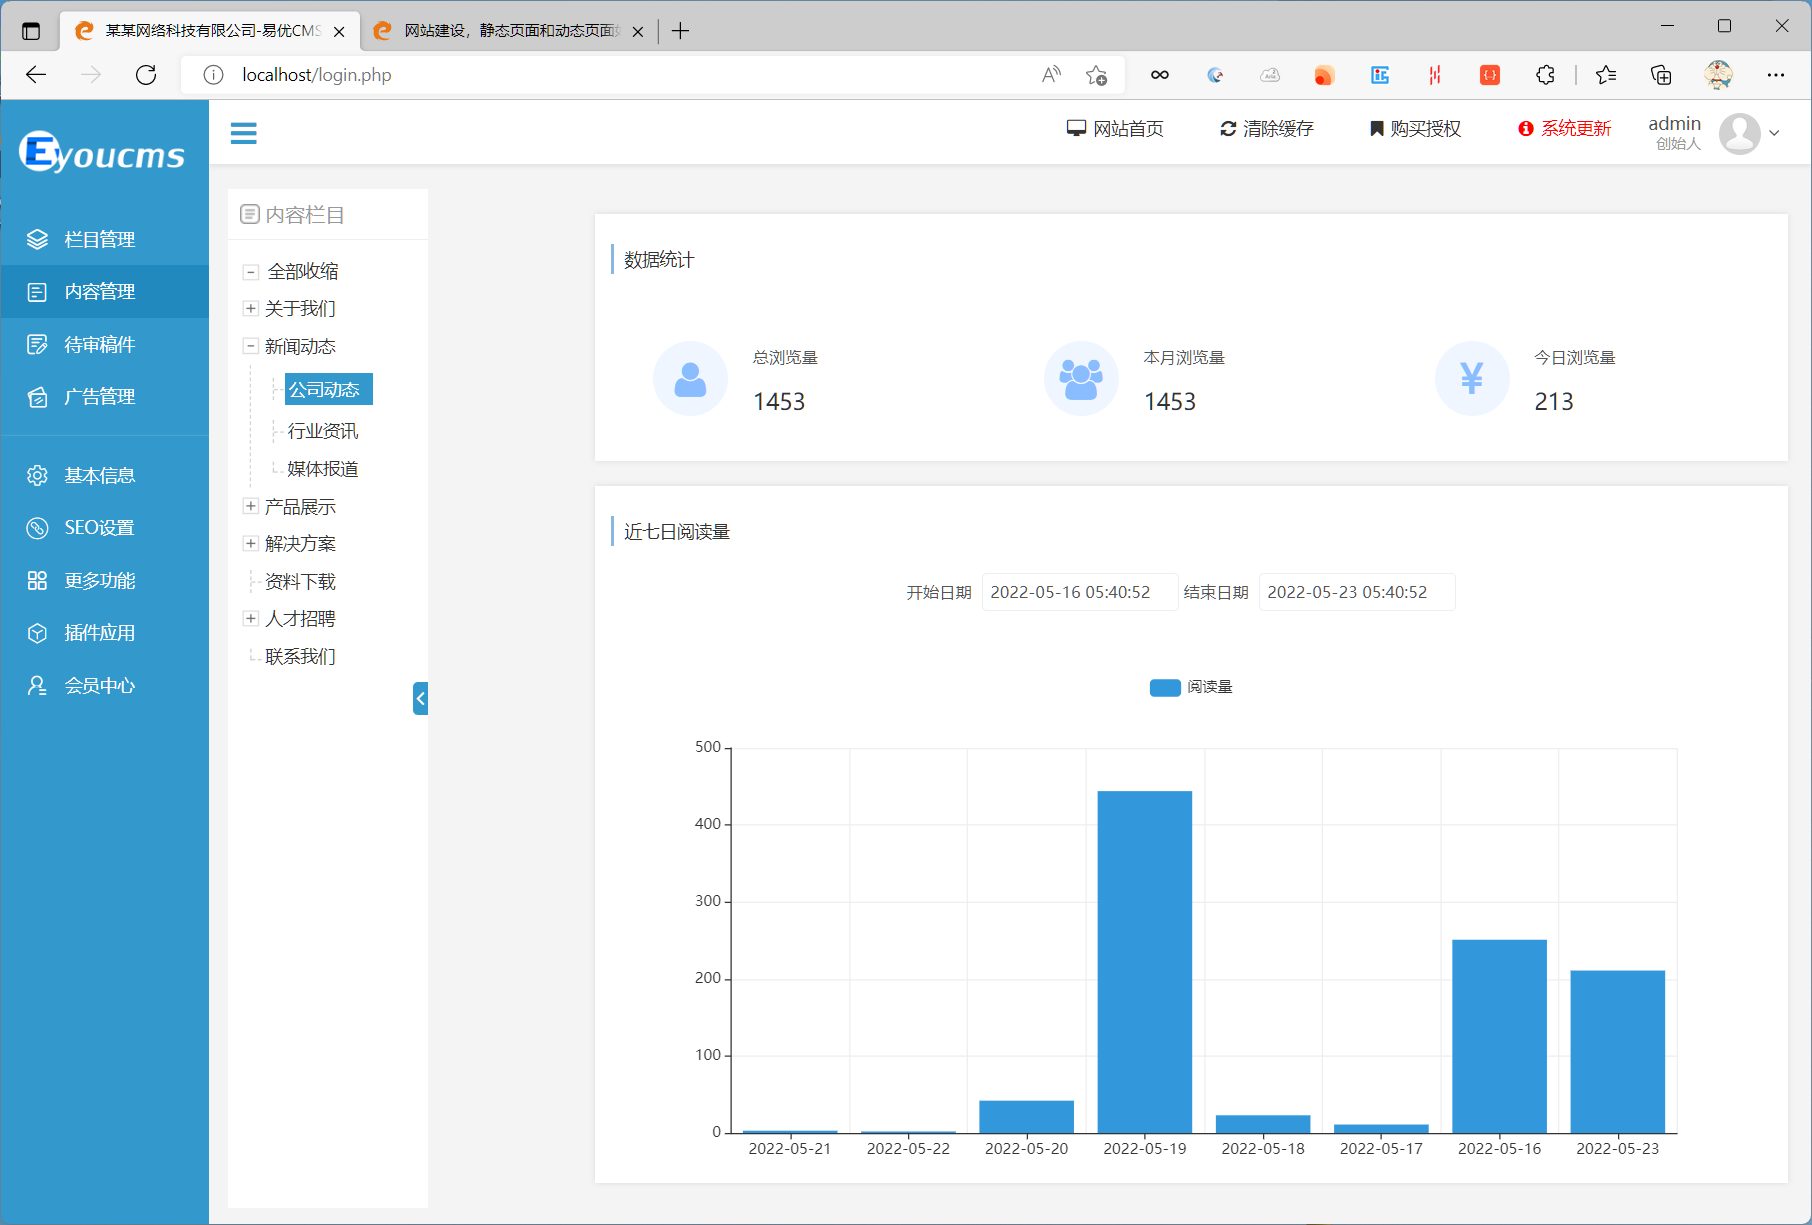 某某网络科技有限公司-易优CMS
网站建设，静态页面和动态页面如
localhost/login.php
Eyoucms
网站首页
清除缓存
购买授权
系统更新
admin
创始人
栏目管理
内容管理
待审稿件
广告管理
基本信息
SEO设置
更多功能
插件应用
会员中心
内容栏目
全部收缩
关于我们
新闻动态
公司动态
行业资讯
媒体报道
产品展示
解决方案
资料下载
人才招聘
联系我们
数据统计
总浏览量
1453
本月浏览量
1453
¥
今日浏览量
213
近七日阅读量
开始日期 2022-05-16 05:40:52 结束日期 2022-05-23 05:40:52
阅读量
500
400
300
200
100
0
2022-05-21 2022-05-22 2022-05-20 2022-05-19 2022-05-18 2022-05-17 2022-05-16 2022-05-23